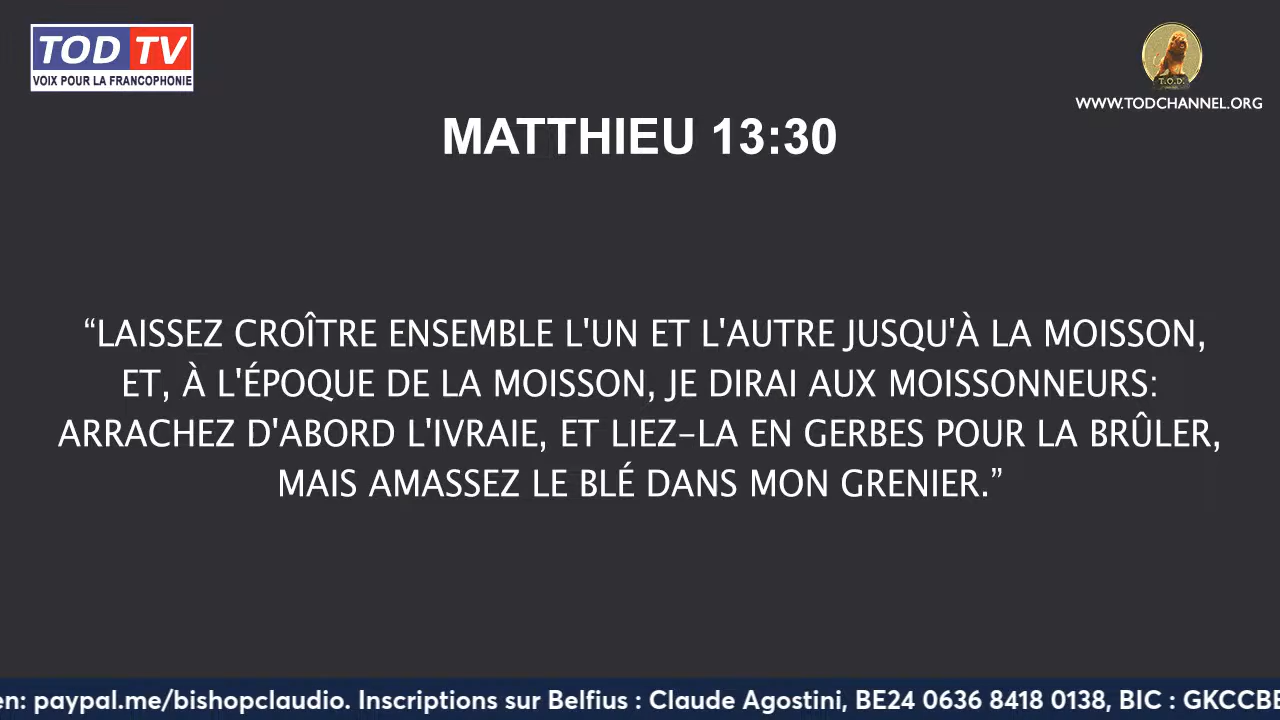 TOD TV
VOIX POUR LA FRANCOPHONIE
T.O.D.
WWW.TODCHANNEL.ORG
MATTHIEU 13:30
“LAISSEZ CROÎTRE ENSEMBLE L'UN ET L'AUTRE JUSQU'À LA MOISSON,
ET, À L'ÉPOQUE DE LA MOISSON, JE DIRAI AUX MOISSONNEURS:
ARRACHEZ D'ABORD L'IVRAIE, ET LIEZ-LA EN GERBES POUR LA BRÛLER,
MAIS AMASSEZ LE BLÉ DANS MON GRENIER.”
en: paypal.me/bishopclaudio. Inscriptions sur Belfius : Claude Agostini, BE24 0636 8418 0138, BIC : GKCCBE